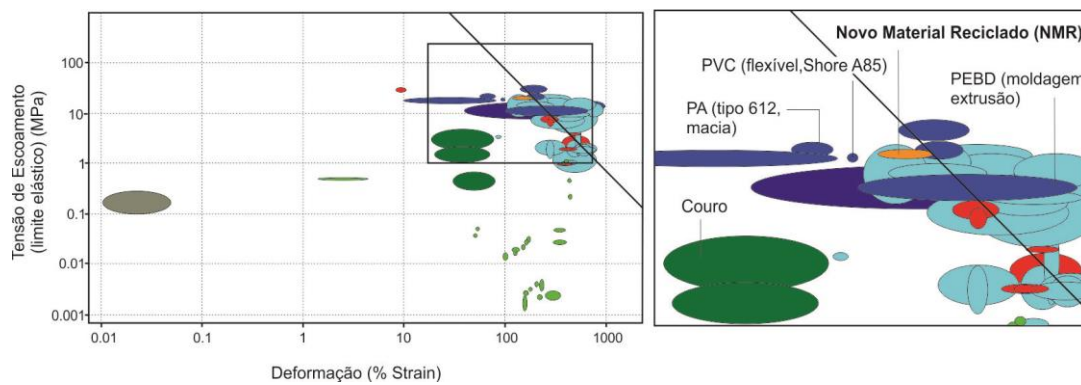 Tensão de Escoamento
(limite elástico) (MPa)
100
10
1
0.1
0.01
0.001
0.01
0.1
1
10
100
1000
Deformação (% Strain)
Novo Material Reciclado (NMR)
PVC (flexível,Shore A85)
PEBD (moldagem
extrusão)
PA (tipo 612,
macia)
Couro